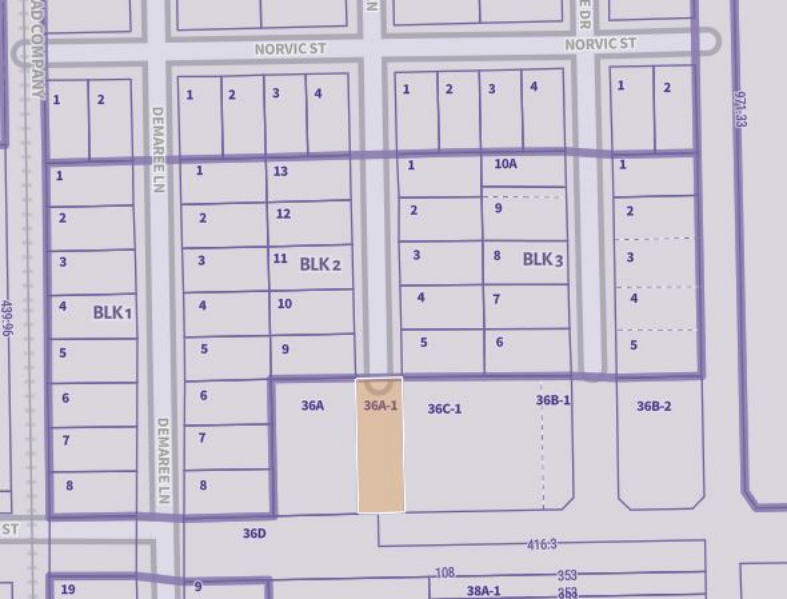 AD COMPANY
LN
E DR
NORVIC ST
NORVIC ST
1 2
DEMAREE LN
1 2 3 4
1 2 3 4
1 2
971.33
1
2
3
4 BLK 1
5
6
7
8
1
2
3
4
5
6
7
8
13
12
11 BLK 2
10
9
1
2
3
4
5
10A
9
8 BLK 3
7
6
1
2
3
4
5
439.96
36A
36A-1
36C-1
36B-1
36B-2
DEMAREE LN
ST
36D
416.3
108
353
19
9
38A-1
353